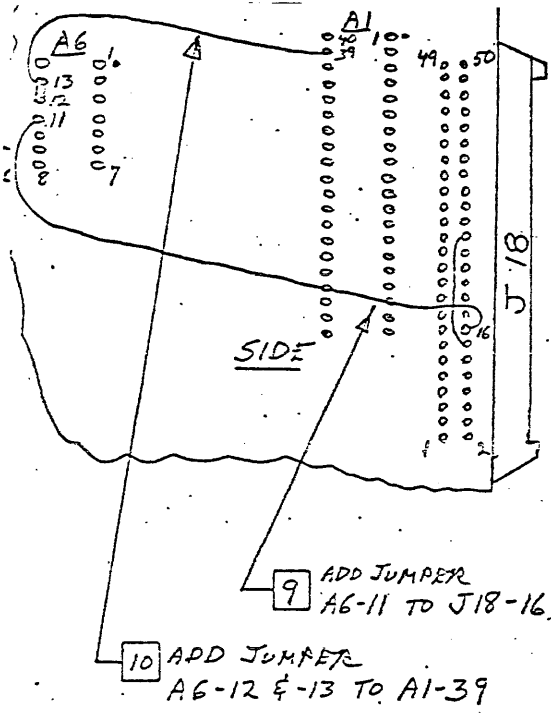 A6
A1
1
40
1
39
49
50
13
12
11
8
7
J18
16
SIDE
1
2
9 ADD JUMPER
A6-11 TO J18-16.
10 ADD JUMPER
A6-12 & -13 TO A1-39